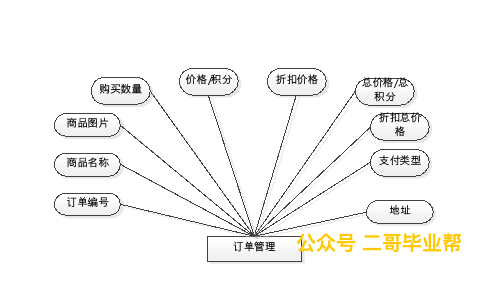 购买数量
价格/积分
折扣价格
总价格/总
积分
商品图片
折扣总价
格
商品名称
支付类型
订单编号
地址
订单管理
公众号 二哥毕业帮